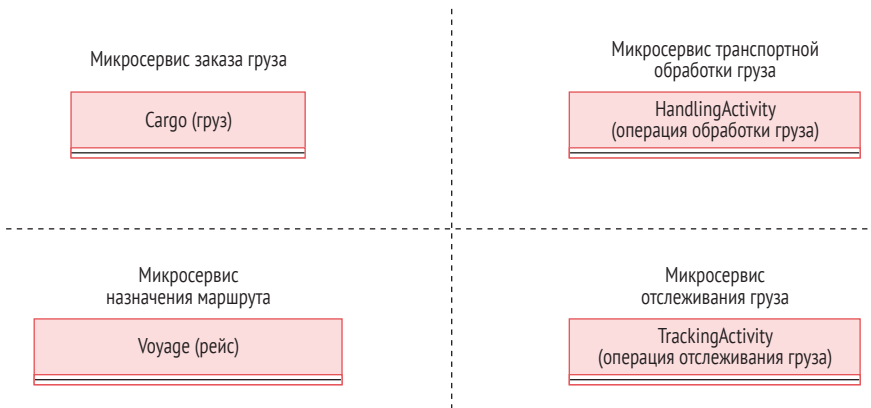 Микросервис заказа груза
Cargo (груз)
Микросервис транспортной
обработки груза
HandlingActivity
(операция обработки груза)
Микросервис
назначения маршрута
Voyage (рейс)
Микросервис
отслеживания груза
TrackingActivity
(операция отслеживания груза)